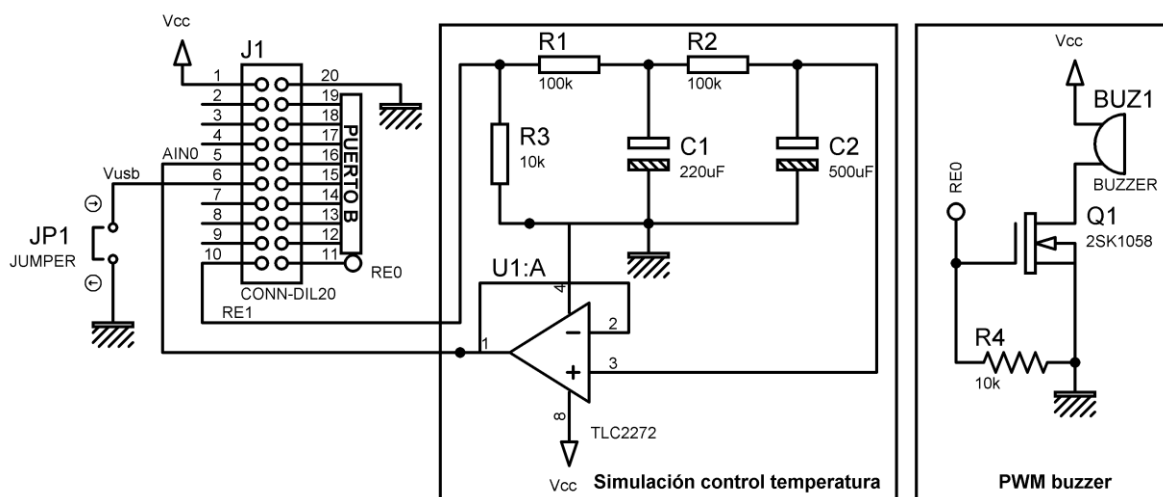 Vcc
J1
1 20
2 19
3 18
4 17
AIN0 5 16
Vusb 6 15
7 14
8 13
9 12
10 11
PUERTO B
RE0
CONN-DIL20
RE1
JP1
JUMPER
R1
100k
R2
100k
R3
10k
C1
220uF
C2
500uF
U1:A
4
2
1
3
8
TLC2272
Vcc
Simulación control temperatura
Vcc
BUZ1
BUZZER
RE0
Q1
2SK1058
R4
10k
PWM buzzer